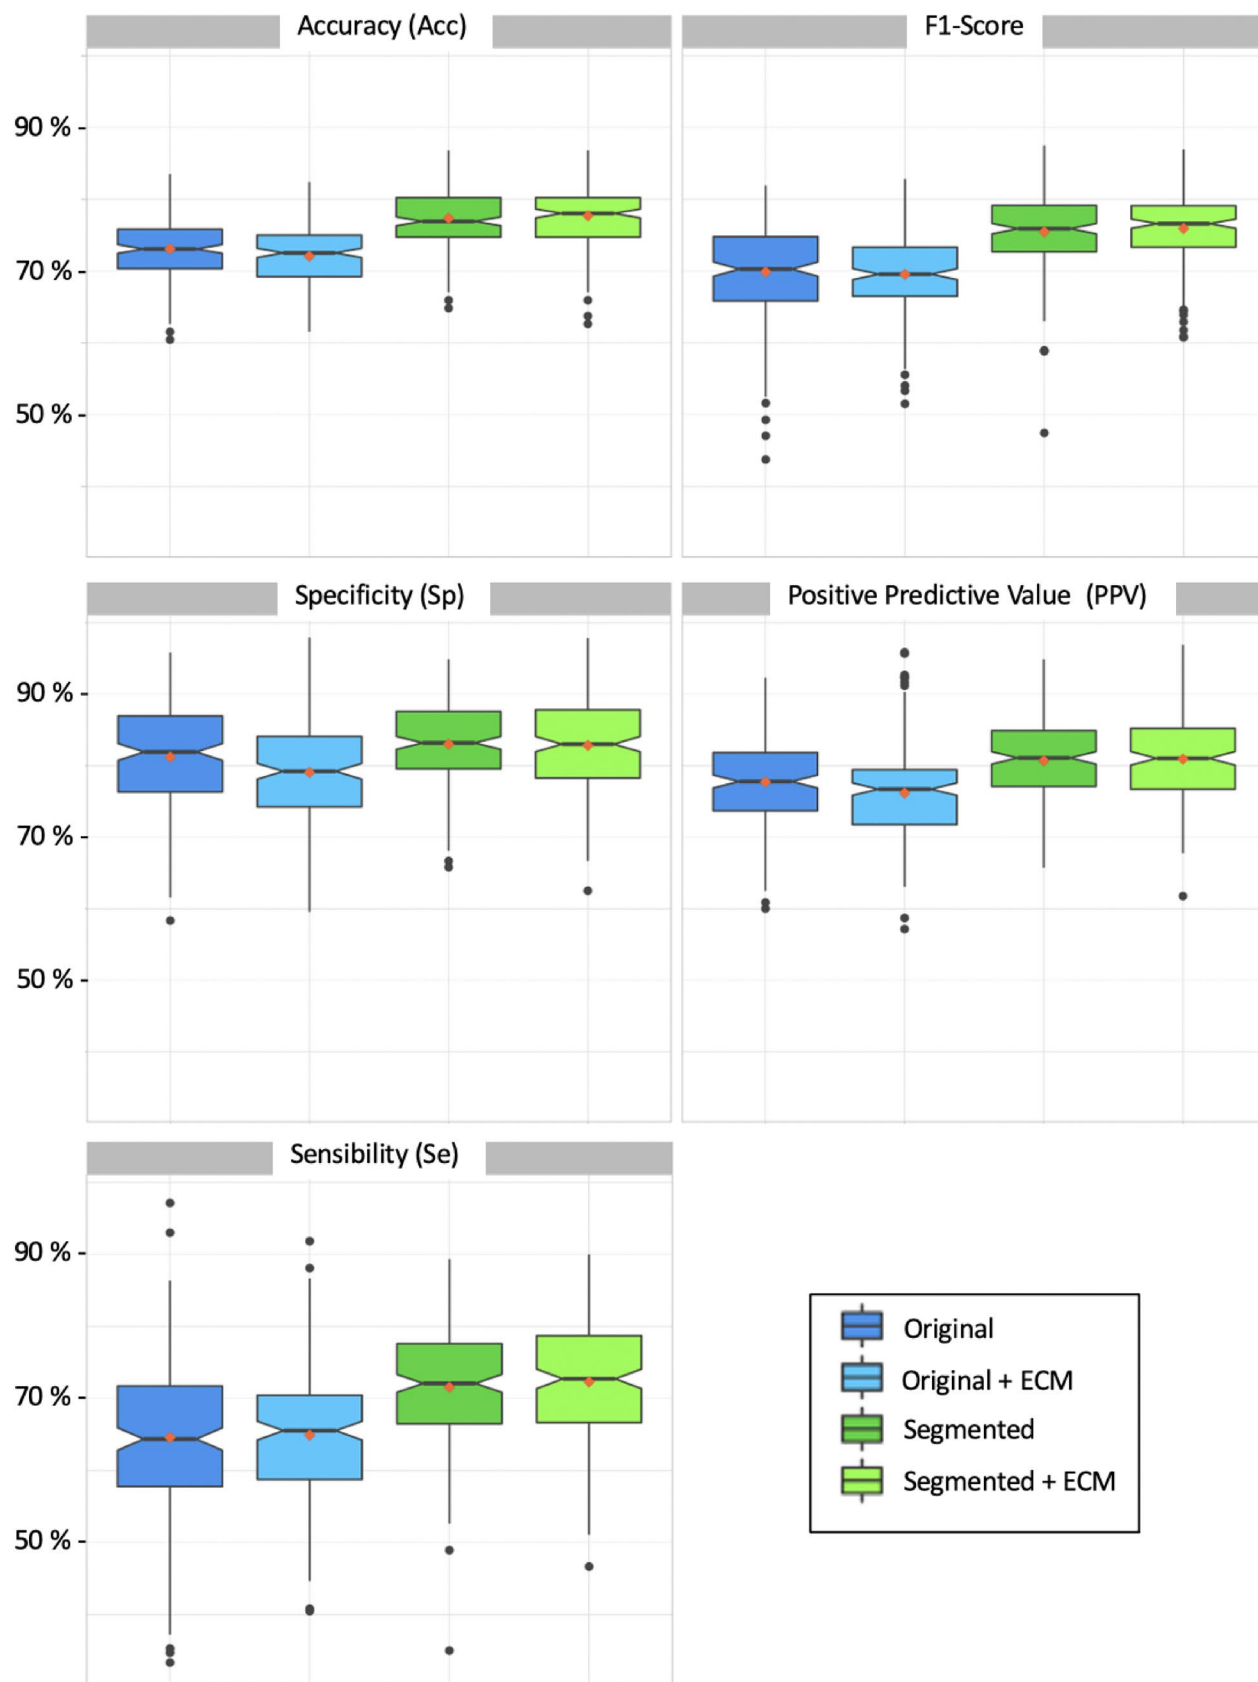 Accuracy (Acc)
F1-Score
90 %
70 %
50 %
Specificity (Sp)
Positive Predictive Value (PPV)
90 %
70 %
50 %
Sensibility (Se)
90 %
70 %
50 %
Original
Original + ECM
Segmented
Segmented + ECM